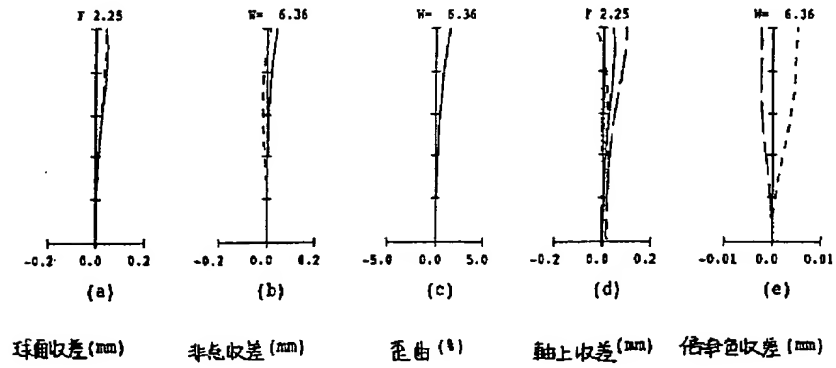 F 2.25 W= 6.36 W= 6.36 F 2.25 W= 6.36
-0.2 0.0 0.2 -0.2 0.0 0.2 -5.0 0.0 5.0 -0.2 0.0 0.2 -0.01 0.0 0.01
(a) (b) (c) (d) (e)
球面収差(mm) 非点収差(mm) 歪曲(%) 軸上収差(mm) 倍率色収差(mm)